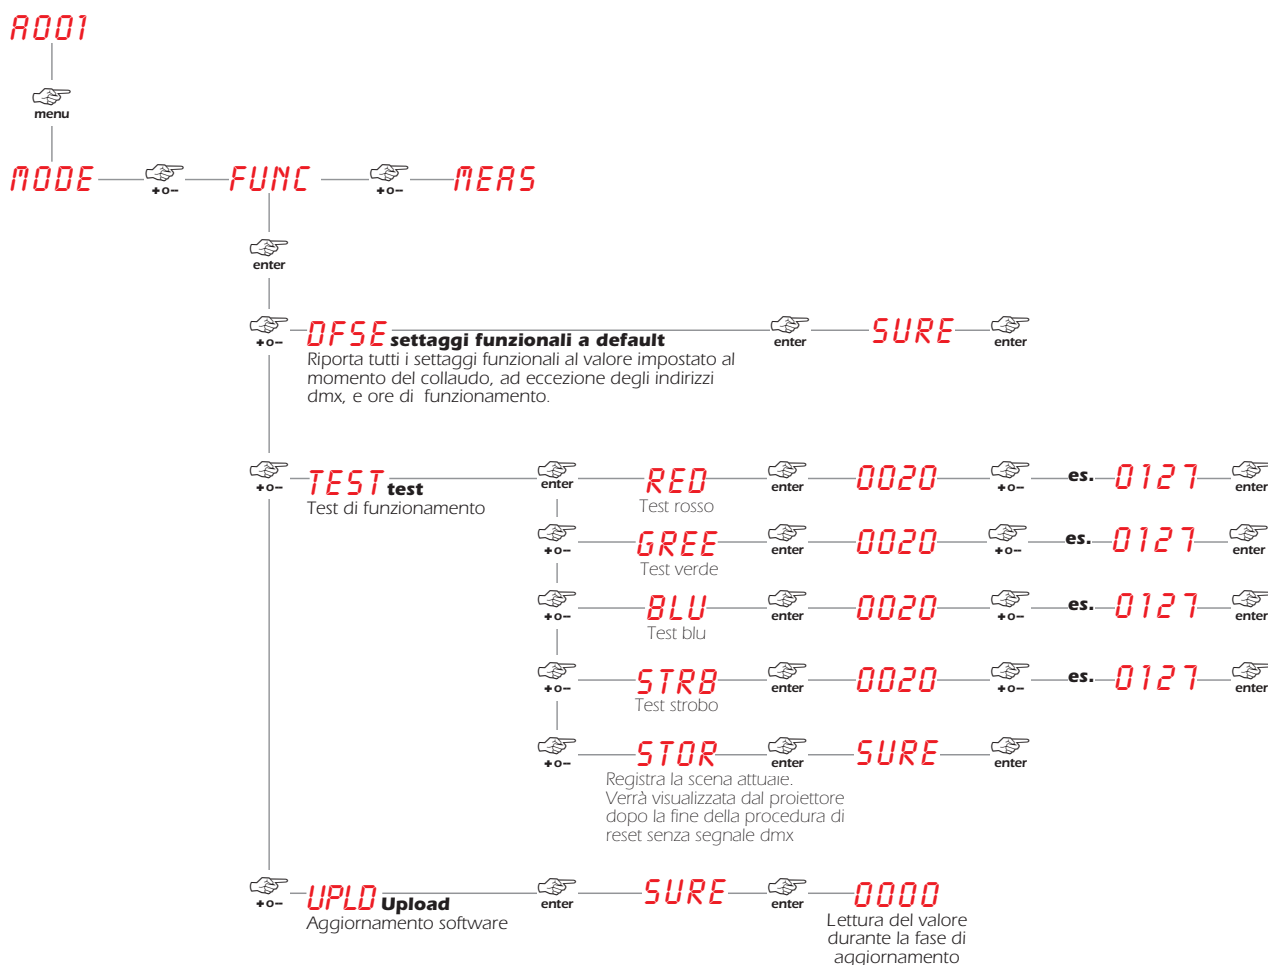 A001
menu
MODE +o- FUNC +o- MEAS
enter
+o- DFSE settaggi funzionali a default enter SURE enter
Riporta tutti i settaggi funzionali al valore impostato al
momento del collaudo, ad eccezione degli indirizzi
dmx, e ore di funzionamento.
+o- TEST test enter RED enter 0020 +o- es. 0127 enter
Test di funzionamento
Test rosso
+o- GREE enter 0020 +o- es. 0127 enter
Test verde
+o- BLU enter 0020 +o- es. 0127 enter
Test blu
+o- STRB enter 0020 +o- es. 0127 enter
Test strobo
+o- STOR enter SURE enter
Registra la scena attuale.
Verrà visualizzata dal proiettore
dopo la fine della procedura di
reset senza segnale dmx
+o- UPLD Upload enter SURE enter 0000
Aggiornamento software
Lettura del valore
durante la fase di
aggiornamento